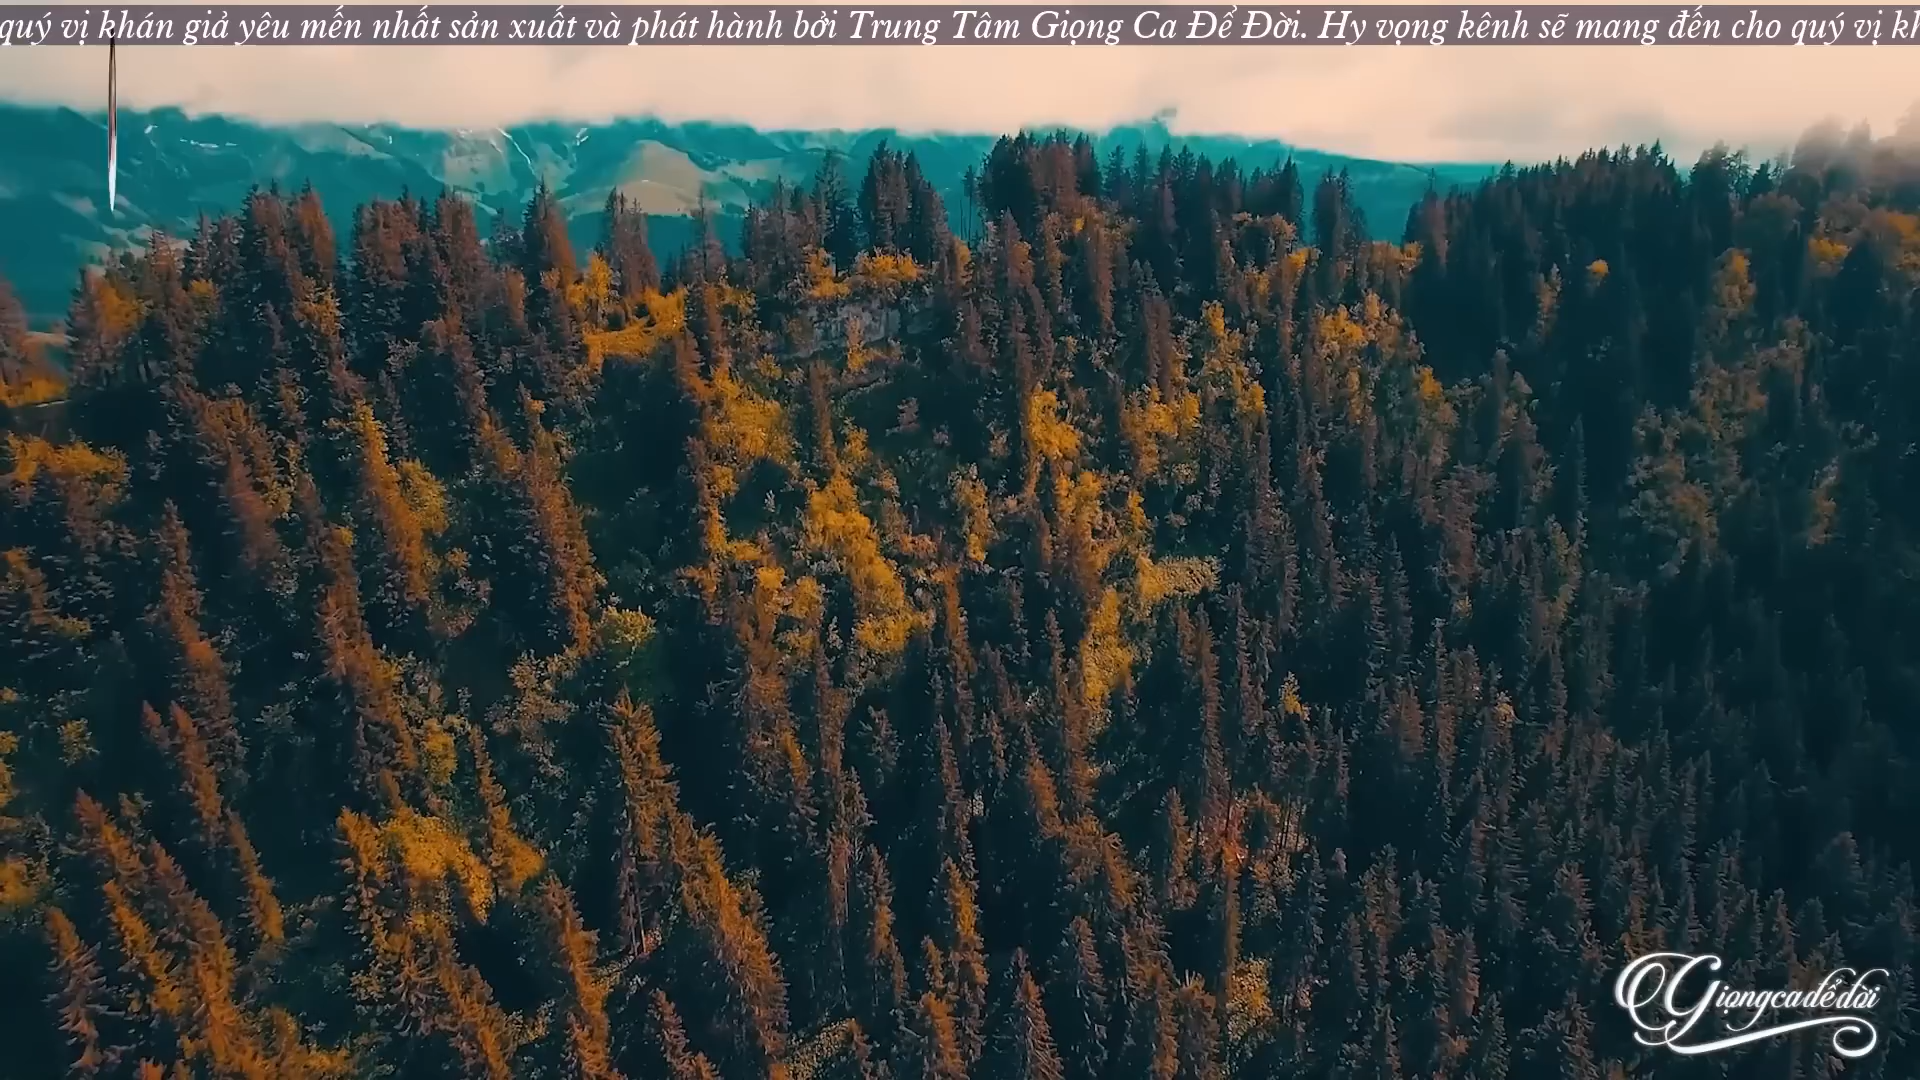 quý vị khán giả yêu mến nhất sản xuất và phát hành bởi Trung Tâm Giọng Ca Để Đời. Hy vọng kênh sẽ mang đến cho quý vị kh
Giọngcađểđời